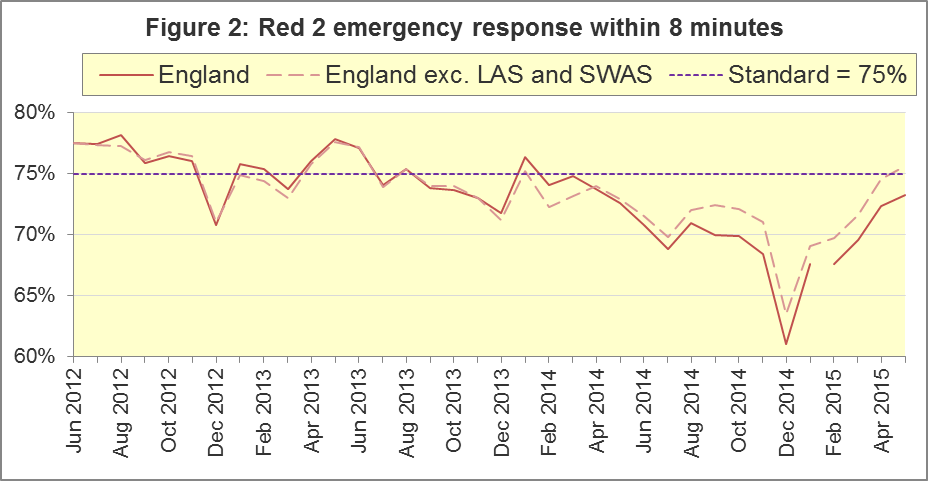 Figure 2: Red 2 emergency response within 8 minutes
England England exc. LAS and SWAS Standard = 75%
80%
75%
70%
65%
60%
Jun 2012
Aug 2012
Oct 2012
Dec 2012
Feb 2013
Apr 2013
Jun 2013
Aug 2013
Oct 2013
Dec 2013
Feb 2014
Apr 2014
Jun 2014
Aug 2014
Oct 2014
Dec 2014
Feb 2015
Apr 2015